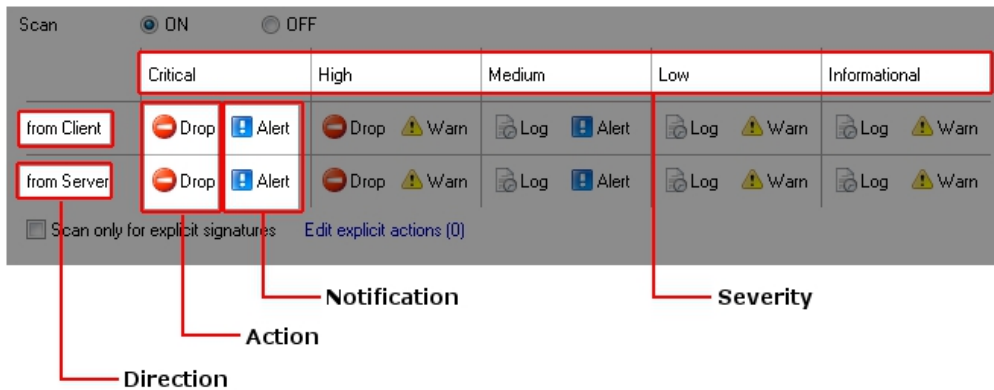 Scan ON OFF
Critical High Medium Low Informational
from Client Drop Alert Drop Warn Log Alert Log Warn Log Warn
from Server Drop Alert Drop Warn Log Alert Log Warn Log Warn
Scan only for explicit signatures Edit explicit actions (0)
Notification Severity
Action
Direction